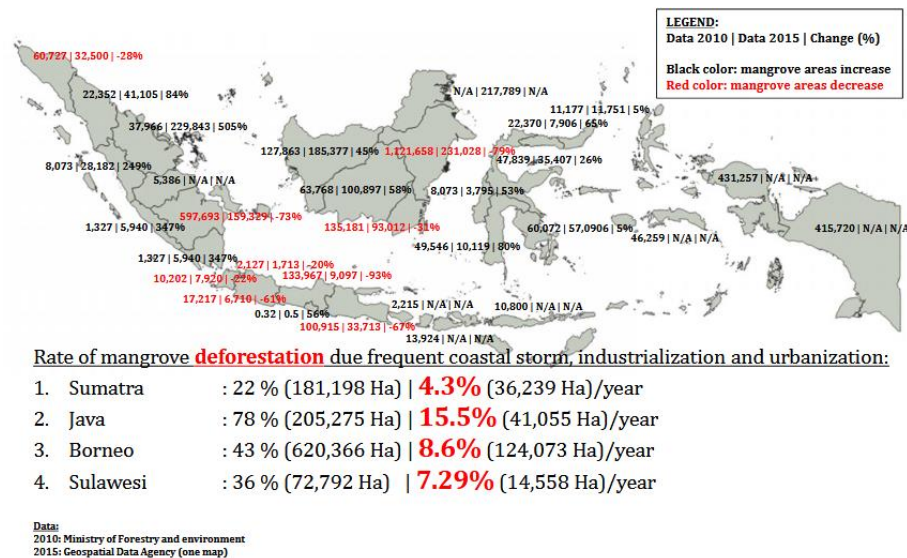 LEGEND:
Data 2010 | Data 2015 | Change (%)
Black color: mangrove areas increase
Red color: mangrove areas decrease
60,727 | 32,500 | -28%
22,352 | 41,105 | 84%
37,966 | 229,843 | 505%
8,073 | 28,182 | 249%
5,386 | N/A | N/A
597,693 | 159,329 | -73%
1,327 | 5,940 | 347%
1,327 | 5,940 | 347%
2,127 | 1,713 | -20%
10,202 | 7,920 | -22%
133,967 | 9,097 | -93%
17,217 | 6,710 | -61%
0.32 | 0.5 | 56%
100,915 | 33,713 | -67%
N/A | 217,789 | N/A
127,863 | 185,377 | 45%
1,121,658 | 231,028 | -79%
63,768 | 100,897 | 58%
135,181 | 93,012 | -31%
11,177 | 11,751 | 5%
22,370 | 7,906 | 65%
47,839 | 35,407 | 26%
8,073 | 3,795 | 53%
60,072 | 57,0906 | 5%
49,546 | 10,119 | 80%
46,259 | N/A | N/A
431,257 | N/A | N/A
415,720 | N/A | N/A
2,215 | N/A | N/A
10,800 | N/A | N/A
13,924 | N/A | N/A
Rate of mangrove deforestation due frequent coastal storm, industrialization and urbanization:
1. Sumatra : 22 % (181,198 Ha) | 4.3% (36,239 Ha)/year
2. Java : 78 % (205,275 Ha) | 15.5% (41,055 Ha)/year
3. Borneo : 43 % (620,366 Ha) | 8.6% (124,073 Ha)/year
4. Sulawesi : 36 % (72,792 Ha) | 7.29% (14,558 Ha)/year
Data:
2010: Ministry of Forestry and environment
2015: Geospatial Data Agency (one map)